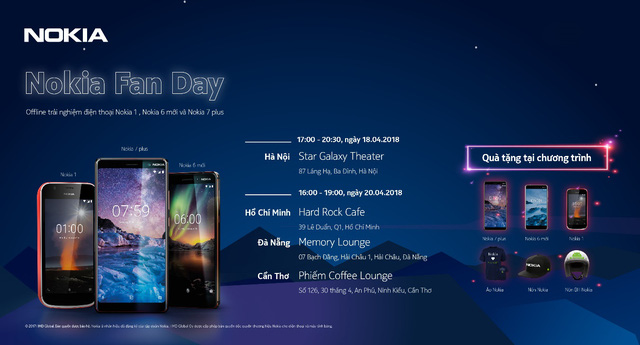 NOKIA
Nokia Fan Day
Offline trải nghiệm điện thoại Nokia 1, Nokia 6 mới và Nokia 7 plus
Nokia 7 plus
Nokia 6 mới
Nokia 1
01:00
07:59
06:00
17:00 - 20:30, ngày 18.04.2018
Hà Nội Star Galaxy Theater
87 Láng Hạ, Ba Đình, Hà Nội
16:00 - 19:00, ngày 20.04.2018
Hồ Chí Minh Hard Rock Cafe
39 Lê Duẩn, Q1, Hồ Chí Minh
Đà Nẵng Memory Lounge
07 Bạch Đằng, Hải Châu 1, Hải Châu, Đà Nẵng
Cần Thơ Phiếm Coffee Lounge
Số 126, 30 tháng 4, An Phú, Ninh Kiều, Cần Thơ
Quà tặng tại chương trình
Nokia 7 plus Nokia 6 mới Nokia 1
Áo Nokia Nón Nokia Nón BH Nokia